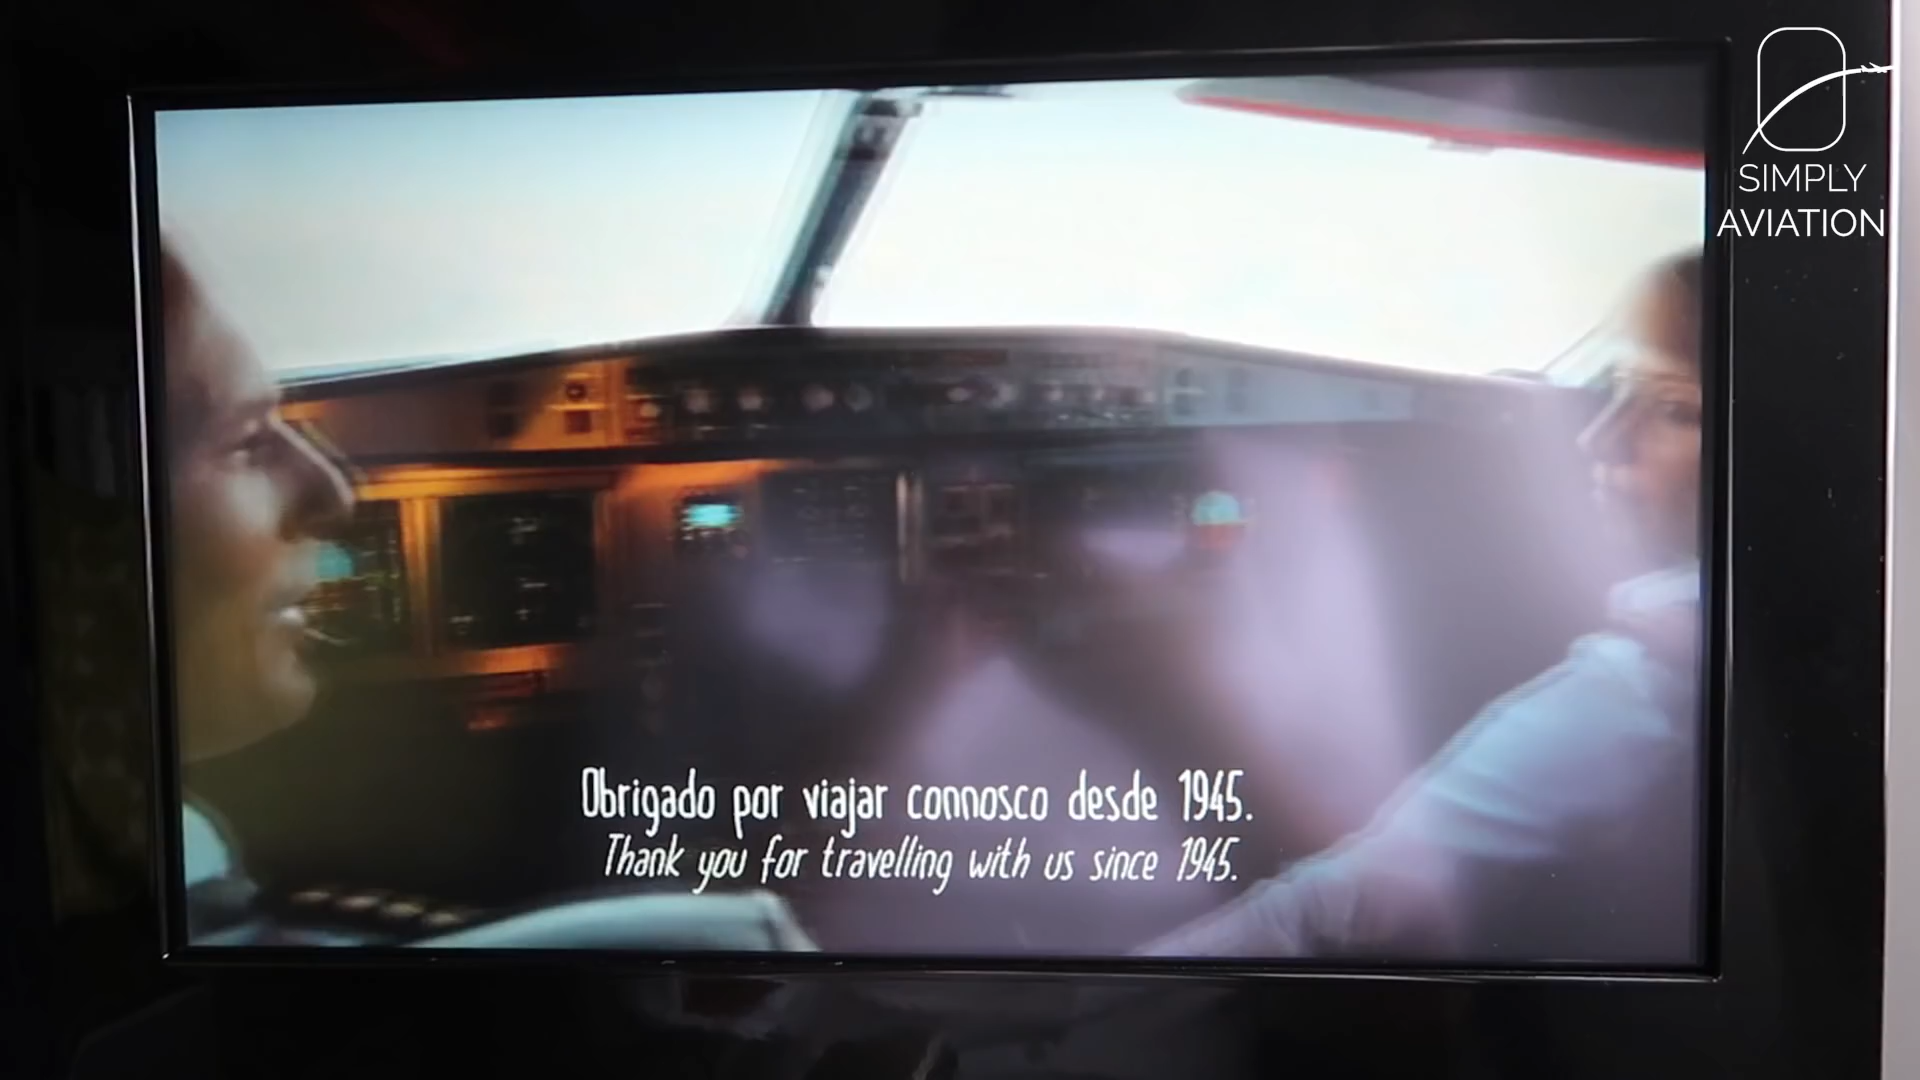 SIMPLY
AVIATION
Obrigado por viajar connosco desde 1945.
Thank you for travelling with us since 1945.